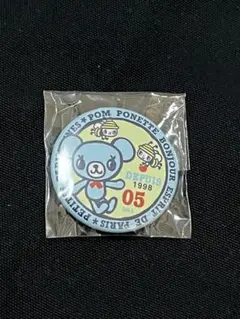 ★POM PONETTE BONJOUR ESPRIT DE PARIS★PETIT
DEPUIS
1998
05